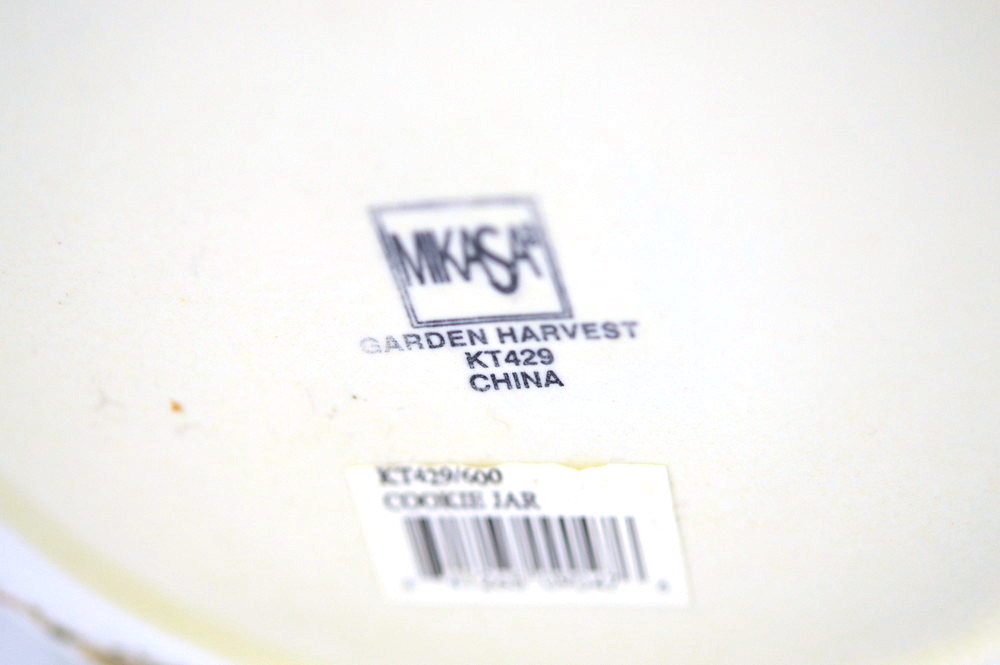 MIKASA
GARDEN HARVEST
KT429
CHINA
KT429/600
COOKIE JAR